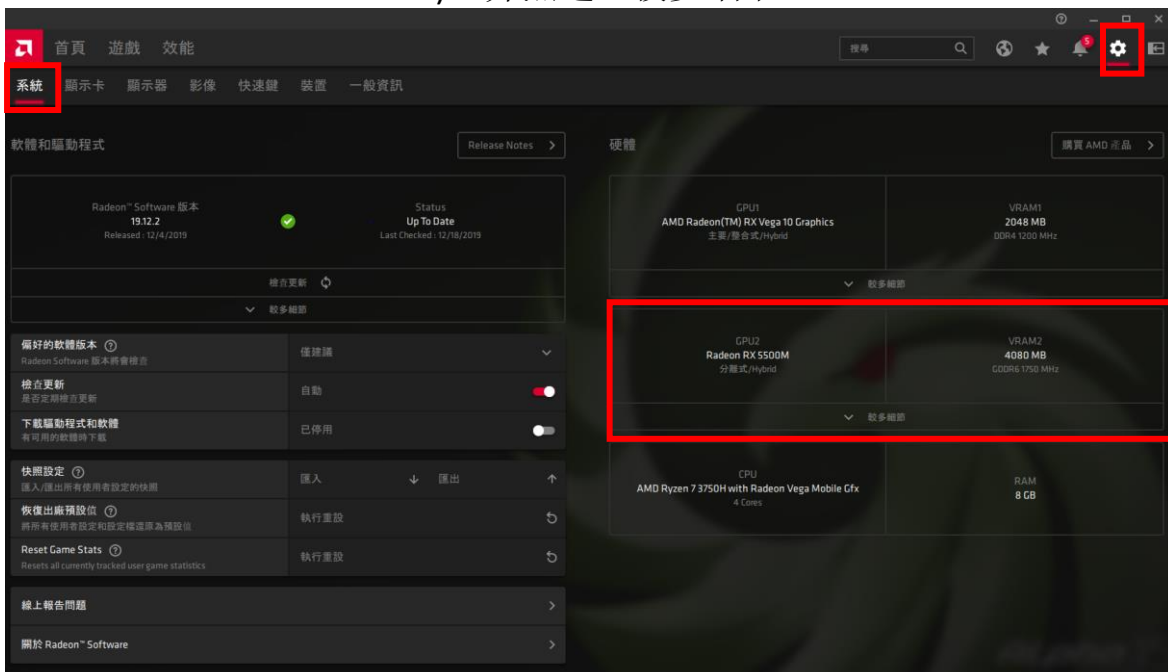 首頁 遊戲 效能
搜尋
5
系統 顯示卡 顯示器 影像 快速鍵 裝置 一般資訊
軟體和驅動程式
Release Notes
Radeon™ Software 版本
19.12.2
Released : 12/4/2019
Status
Up To Date
Last Checked : 12/18/2019
檢查更新
較多細節
偏好的軟體版本
Radeon Software 版本將會檢查
僅建議
檢查更新
是否定期檢查更新
自動
下載驅動程式和軟體
有可用的軟體時下載
已停用
快照設定
匯入/匯出所有使用者設定的快照
匯入
匯出
恢復出廠預設值
將所有使用者設定和設定檔還原為預設值
執行重設
Reset Game Stats
Resets all currently tracked user game statistics
執行重設
線上報告問題
關於 Radeon™ Software
硬體
購買 AMD 產品
GPU1
AMD Radeon(TM) RX Vega 10 Graphics
主要/整合式/Hybrid
VRAM1
2048 MB
DDR4 1200 MHz
較多細節
GPU2
Radeon RX 5500M
分離式/Hybrid
VRAM2
4080 MB
GDDR6 1750 MHz
較多細節
CPU
AMD Ryzen 7 3750H with Radeon Vega Mobile Gfx
4 Cores
RAM
8 GB